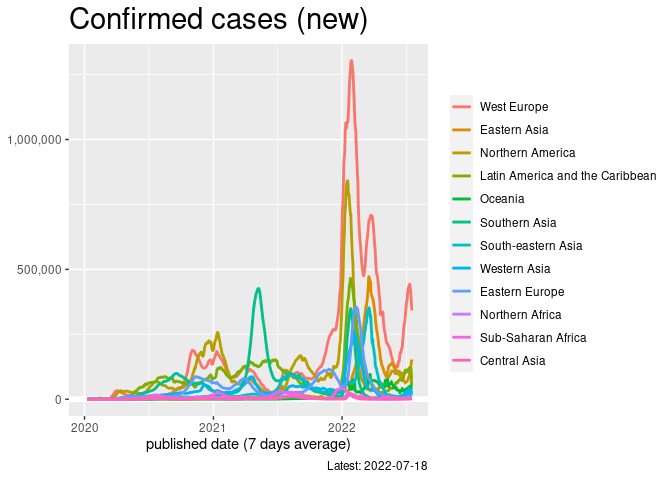 Confirmed cases (new)
1,000,000
500,000
0
2020
2021
2022
published date (7 days average)
Latest: 2022-07-18
West Europe
Eastern Asia
Northern America
Latin America and the Caribbean
Oceania
Southern Asia
South-eastern Asia
Western Asia
Eastern Europe
Northern Africa
Sub-Saharan Africa
Central Asia